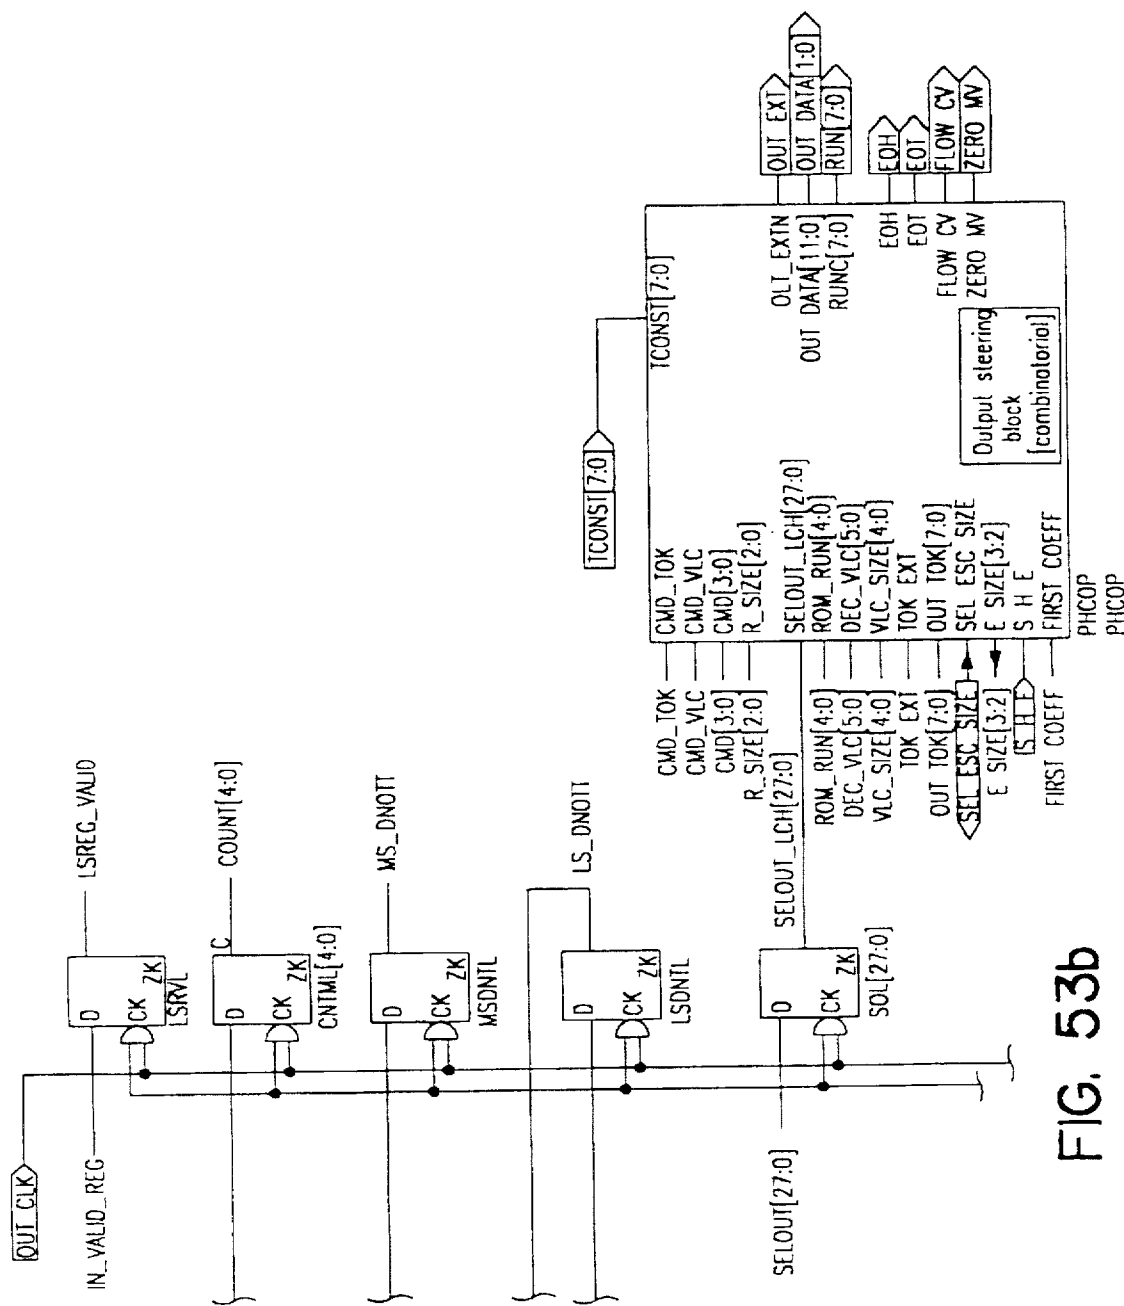 OUT CLK
IN_VALID_REG
D
CK
ZK
LSRVL
LSREG_VALID
D
C
CK
ZK
CNTML[4:0]
COUNT[4:0]
D
CK
ZK
MSDNTL
MS_DNOTT
D
CK
ZK
LSDNTL
LS_DNOTT
SELOUT[27:0]
D
CK
ZK
SOL[27:0]
SELOUT_LCH[27:0]
TCONST[7:0]
TCONST[7:0]
CMD_TOK
CMD_TOK
CMD_VLC
CMD_VLC
CMD[3:0]
CMD[3:0]
R_SIZE[2:0]
R_SIZE[2:0]
SELOUT_LCH[27:0]
ROM_RUN[4:0]
ROM_RUN[4:0]
DEC_VLC[5:0]
DEC_VLC[5:0]
VLC_SIZE[4:0]
VLC_SIZE[4:0]
TOK EXT
TOK EXT
OUT TOK[7:0]
OUT TOK[7:0]
SEL ESC SIZE
SEL ESC SIZE
E SIZE[3:2]
E SIZE[3:2]
S H E
S H E
FIRST COEFF
FIRST COEFF
PHCOP
PHCOP
OLT_EXTN
OUT EXT
OUT DATA[11:0]
OUT DATA[1:0]
RUNC[7:0]
RUN[7:0]
EOH
EOH
EOT
EOT
FLOW CV
FLOW CV
ZERO MV
ZERO MV
Output steering
block
[combinatorial]
FIG. 53b